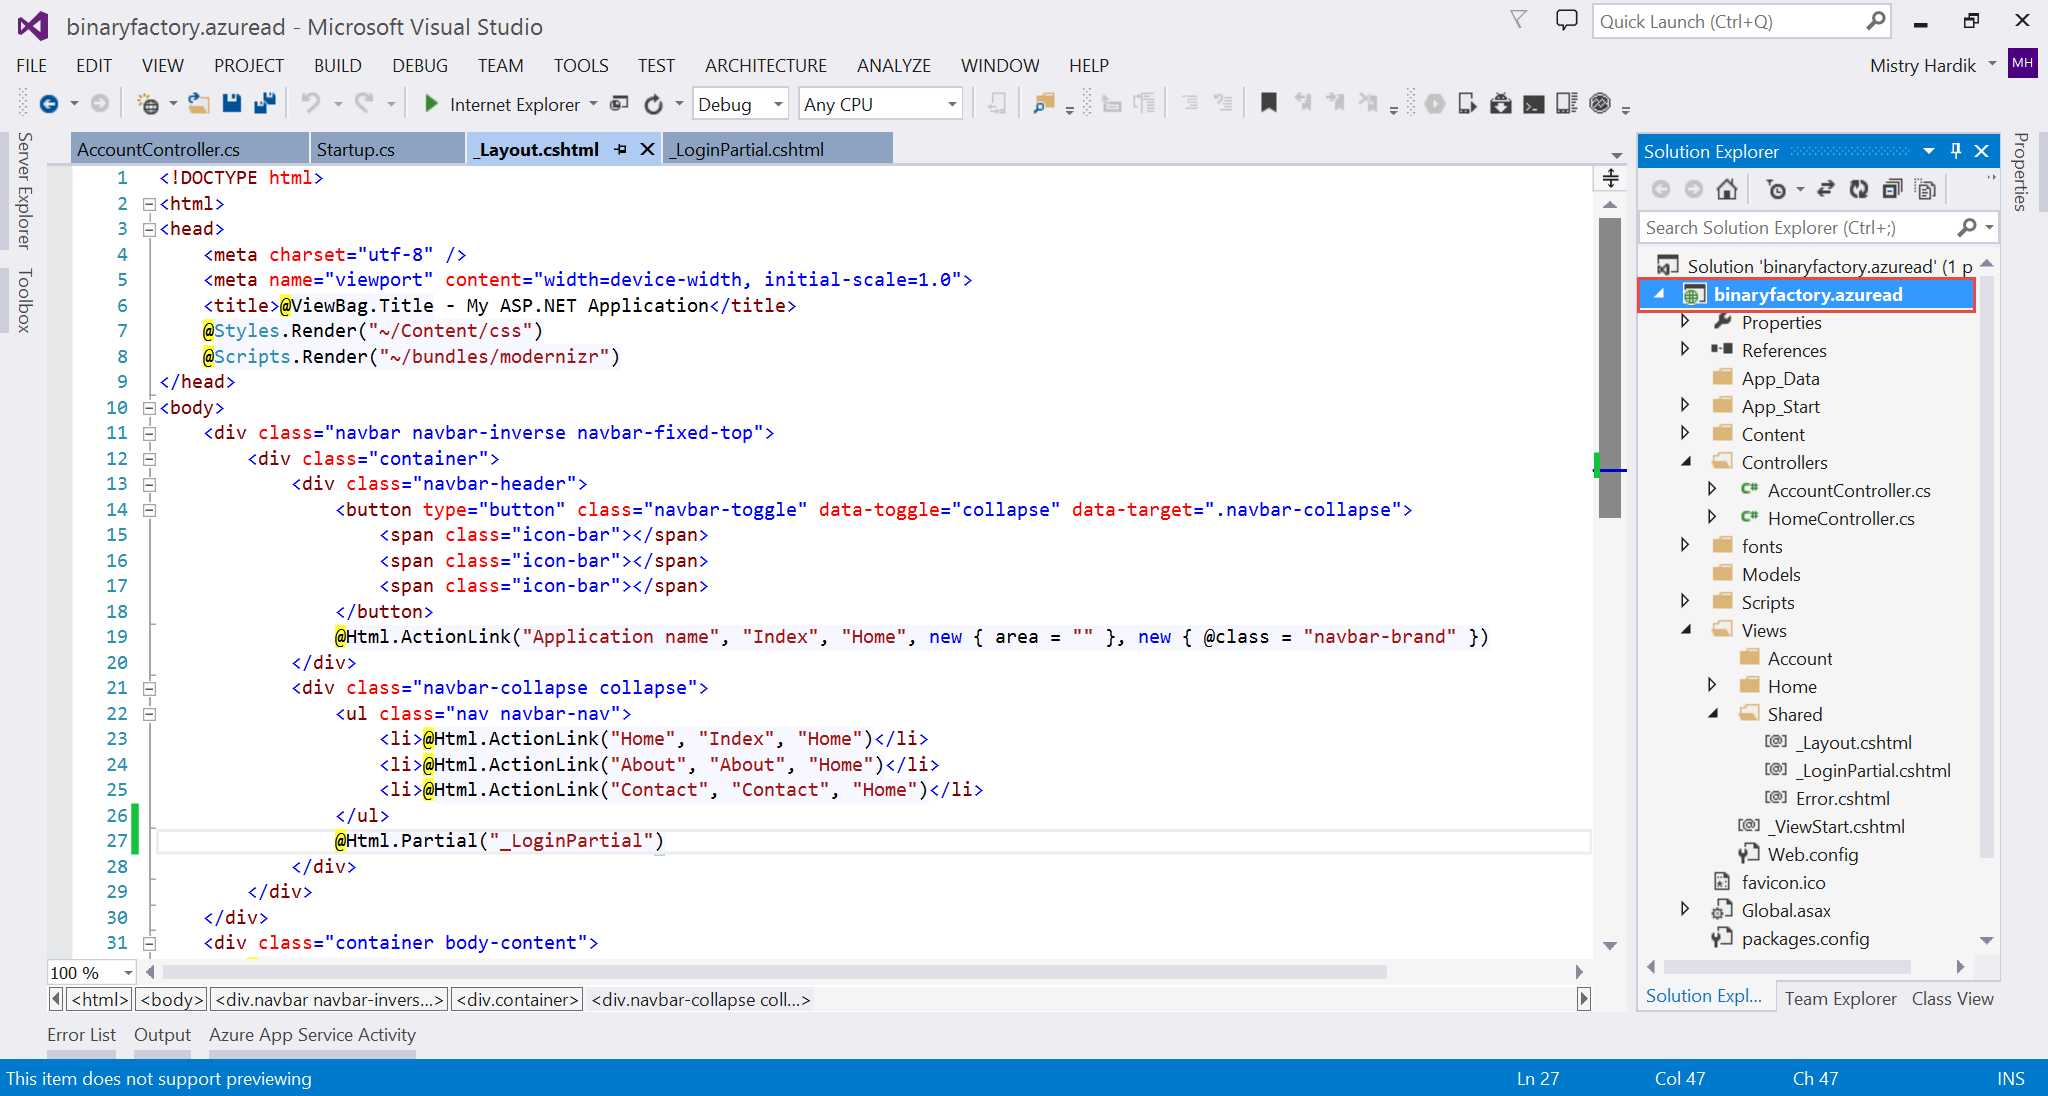 binaryfactory.azuread - Microsoft Visual Studio
Quick Launch (Ctrl+Q)
FILE EDIT VIEW PROJECT BUILD DEBUG TEAM TOOLS TEST ARCHITECTURE ANALYZE WINDOW HELP
Mistry Hardik MH
Internet Explorer Debug Any CPU
Server Explorer
Toolbox
AccountController.cs Startup.cs _Layout.cshtml _LoginPartial.cshtml
1 <!DOCTYPE html>
2 <html>
3 <head>
4 <meta charset="utf-8" />
5 <meta name="viewport" content="width=device-width, initial-scale=1.0">
6 <title>@ViewBag.Title - My ASP.NET Application</title>
7 @Styles.Render("~/Content/css")
8 @Scripts.Render("~/bundles/modernizr")
9 </head>
10 <body>
11 <div class="navbar navbar-inverse navbar-fixed-top">
12 <div class="container">
13 <div class="navbar-header">
14 <button type="button" class="navbar-toggle" data-toggle="collapse" data-target=".navbar-collapse">
15 <span class="icon-bar"></span>
16 <span class="icon-bar"></span>
17 <span class="icon-bar"></span>
18 </button>
19 @Html.ActionLink("Application name", "Index", "Home", new { area = "" }, new { @class = "navbar-brand" })
20 </div>
21 <div class="navbar-collapse collapse">
22 <ul class="nav navbar-nav">
23 <li>@Html.ActionLink("Home", "Index", "Home")</li>
24 <li>@Html.ActionLink("About", "About", "Home")</li>
25 <li>@Html.ActionLink("Contact", "Contact", "Home")</li>
26 </ul>
27 @Html.Partial("_LoginPartial")
28 </div>
29 </div>
30 </div>
31 <div class="container body-content">
100 %
<html> <body> <div.navbar navbar-invers...> <div.container> <div.navbar-collapse coll...>
Error List Output Azure App Service Activity
Solution Explorer
Search Solution Explorer (Ctrl+;)
Solution 'binaryfactory.azuread' (1 p
binaryfactory.azuread
Properties
References
App_Data
App_Start
Content
Controllers
C# AccountController.cs
C# HomeController.cs
fonts
Models
Scripts
Views
Account
Home
Shared
[@] _Layout.cshtml
[@] _LoginPartial.cshtml
[@] Error.cshtml
[@] _ViewStart.cshtml
Web.config
favicon.ico
Global.asax
packages.config
Solution Expl... Team Explorer Class View
Properties
This item does not support previewing Ln 27 Col 47 Ch 47 INS